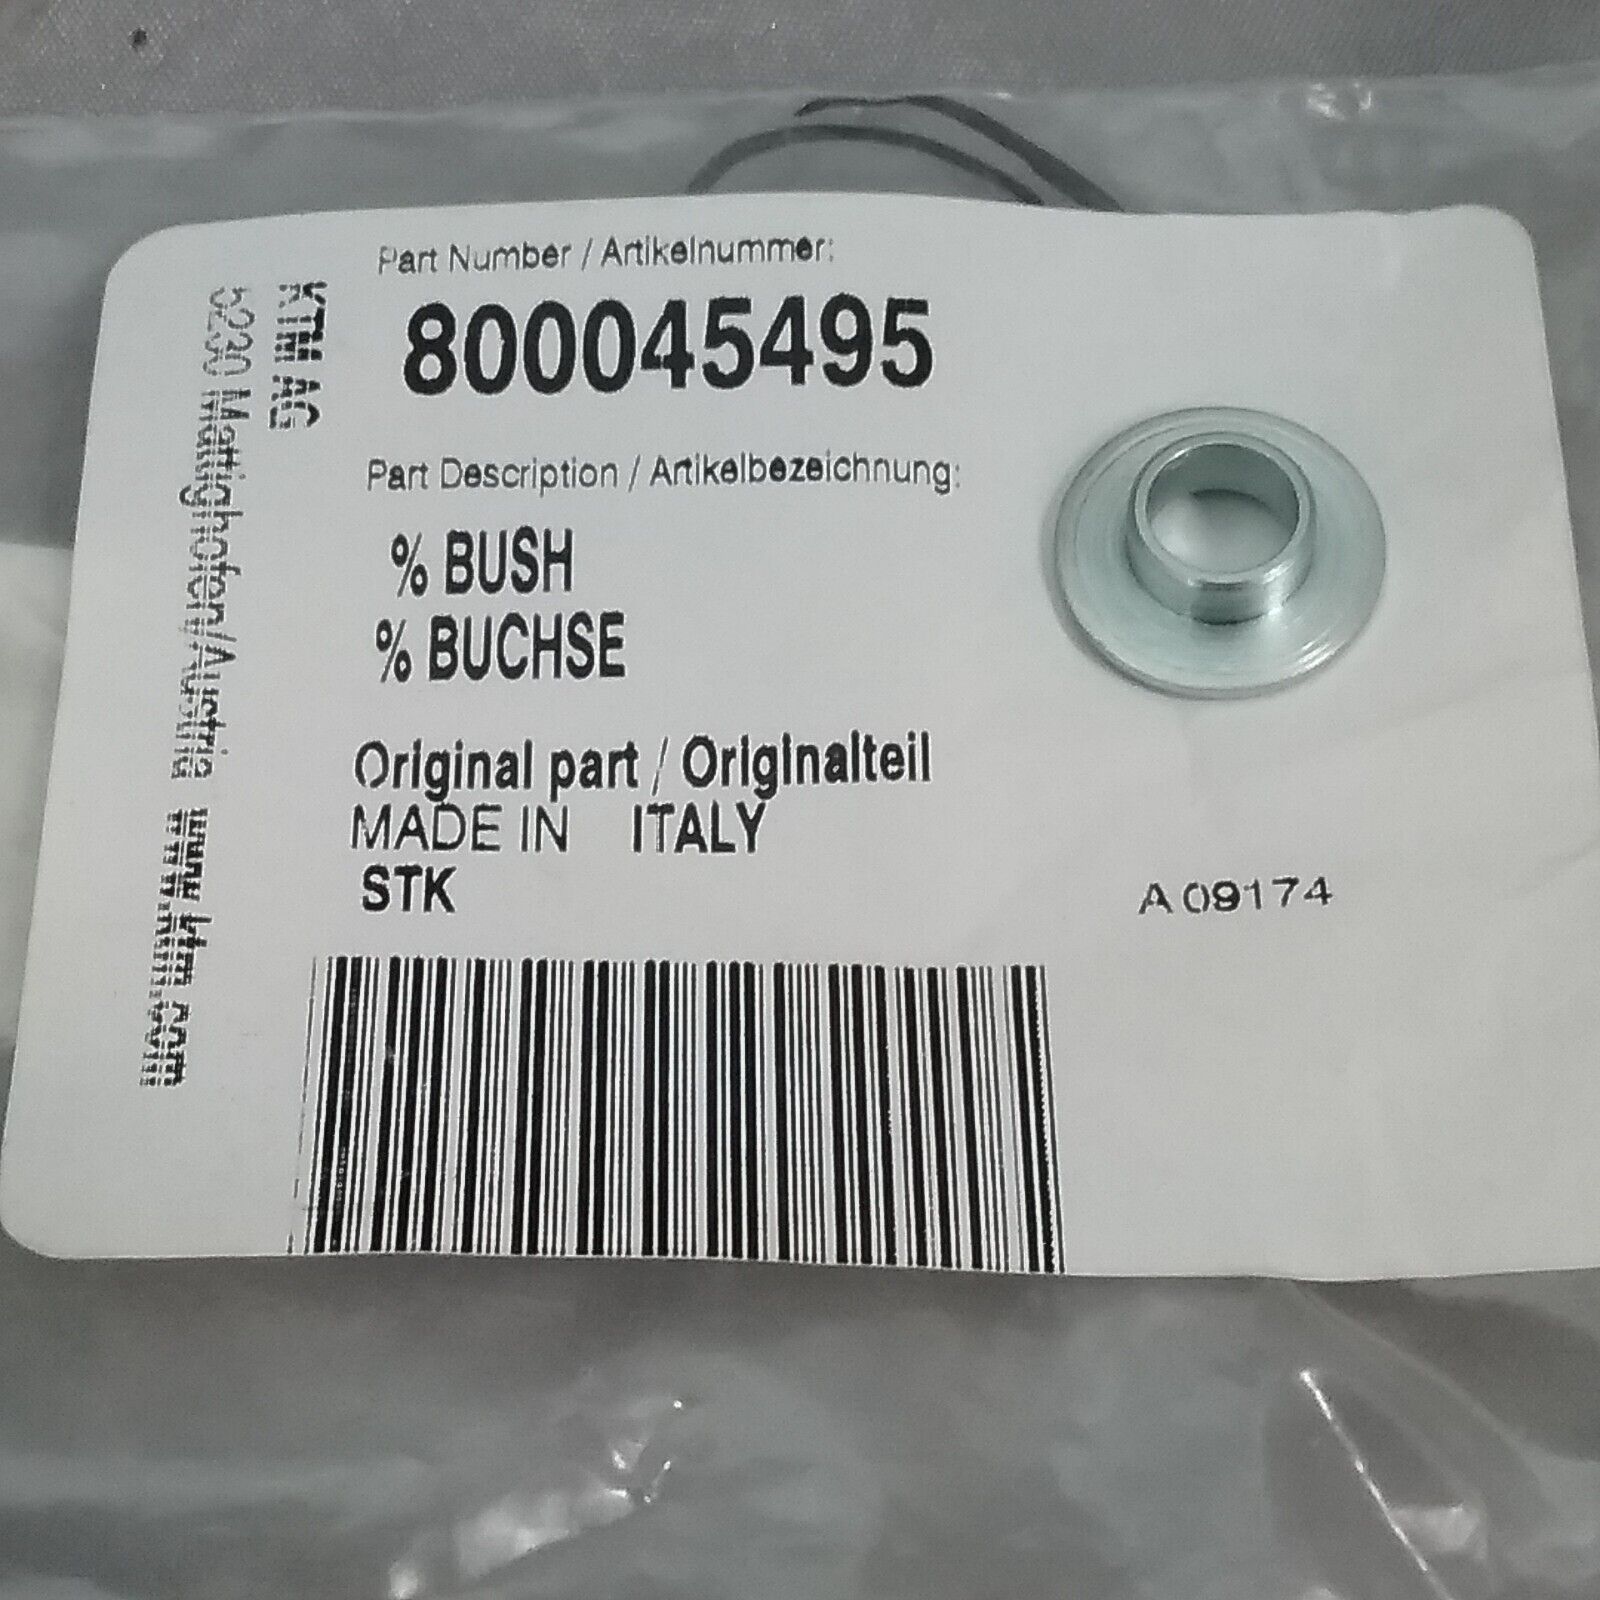 Part Number / Artikelnummer:
800045495
Part Description / Artikelbezeichnung:
% BUSH
% BUCHSE
Original part / Originalteil
MADE IN ITALY
STK
A 09174
KTM AG
5230 Mattighofen/Austria www.ktm.com